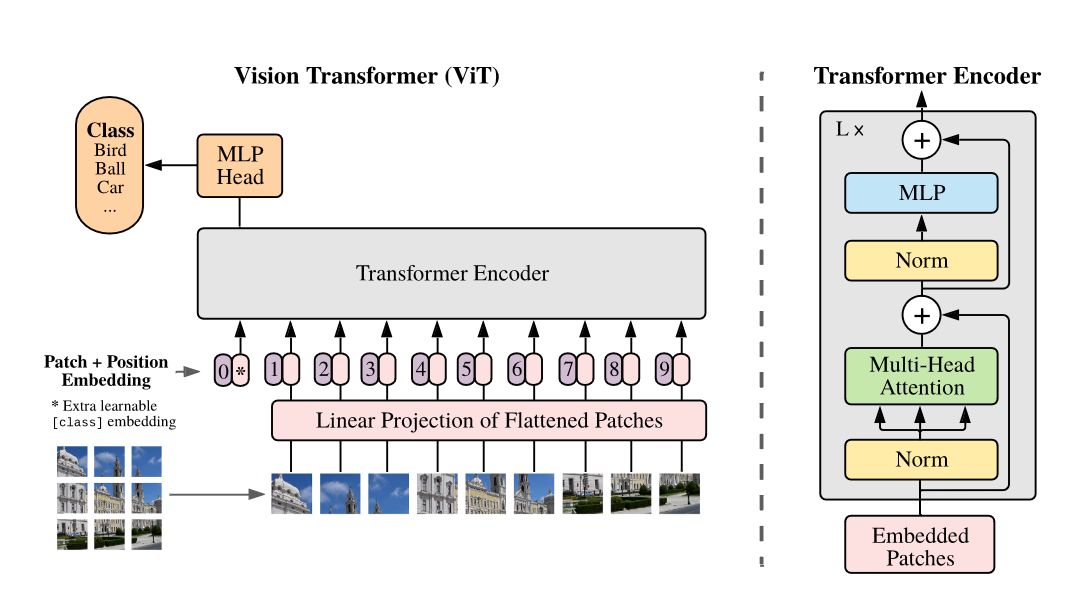 Vision Transformer (ViT)
Transformer Encoder
Class
Bird
Ball
Car
...
MLP
Head
Transformer Encoder
Patch + Position
Embedding
* Extra learnable
[class] embedding
0 * 1 2 3 4 5 6 7 8 9
Linear Projection of Flattened Patches
L ×
+
MLP
Norm
+
Multi-Head
Attention
Norm
Embedded
Patches